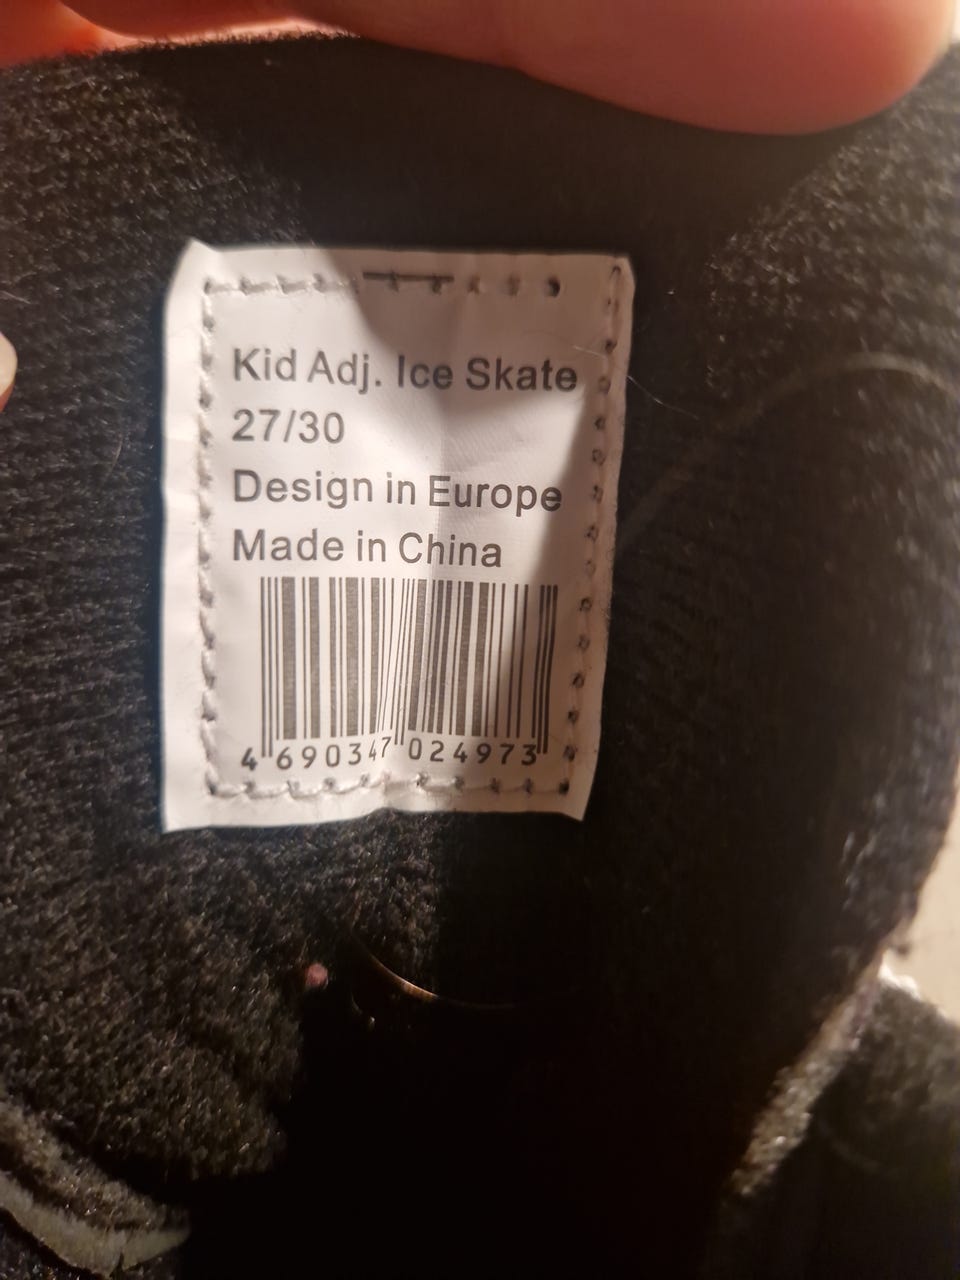 Kid Adj. Ice Skate
27/30
Design in Europe
Made in China
4 690347 024973